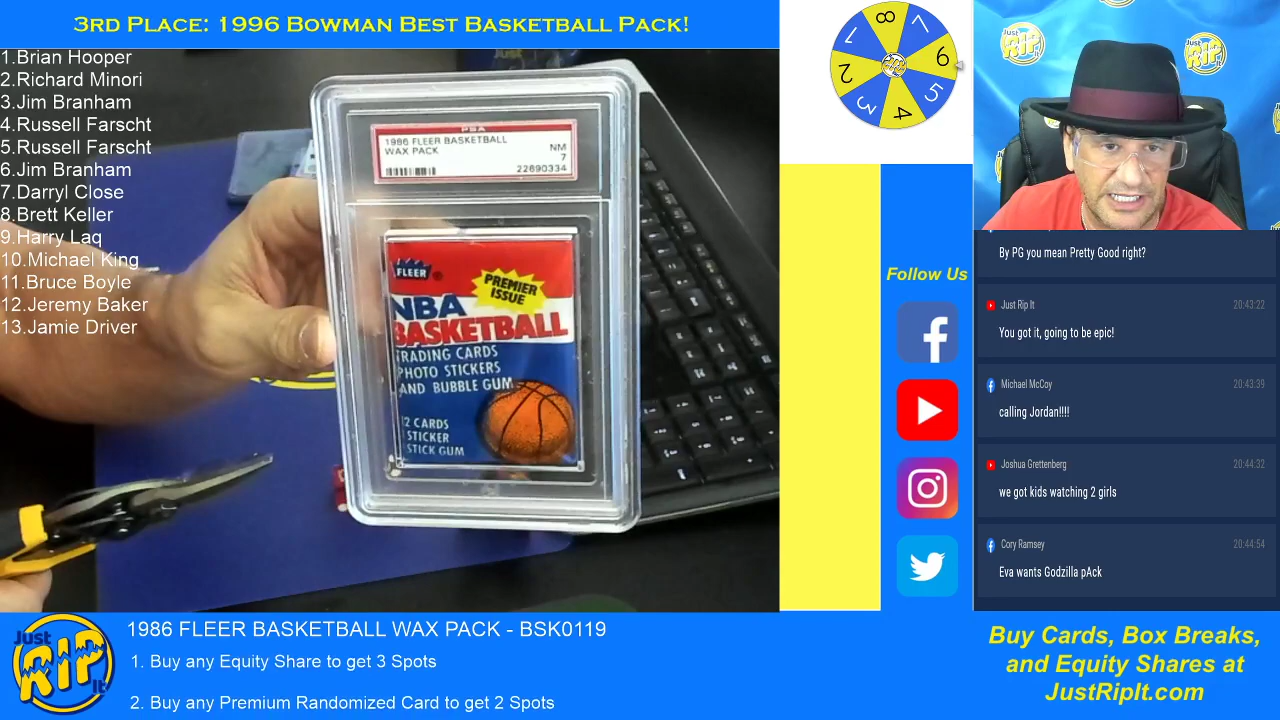 3RD PLACE: 1996 BOWMAN BEST BASKETBALL PACK!
1.Brian Hooper
2.Richard Minori
3.Jim Branham
4.Russell Farscht
5.Russell Farscht
6.Jim Branham
7.Darryl Close
8.Brett Keller
9.Harry Laq
10.Michael King
11.Bruce Boyle
12.Jeremy Baker
13.Jamie Driver
PSA
1986 FLEER BASKETBALL
WAX PACK
NM
7
22690334
FLEER
PREMIER
ISSUE
NBA
BASKETBALL
TRADING CARDS
PHOTO STICKERS
AND BUBBLE GUM
2 CARDS
STICKER
STICK GUM
8
7
6
5
4
3
2
1
Just
RIP
It
Just
RIP
It
Follow Us
By PG you mean Pretty Good right?
Just Rip It 20:43:22
You got it, going to be epic!
Michael McCoy 20:43:39
calling Jordan!!!!
Joshua Grettenberg 20:44:32
we got kids watching 2 girls
Cory Ramsey 20:44:54
Eva wants Godzilla pAck
Just
RIP
It
1986 FLEER BASKETBALL WAX PACK - BSK0119
1. Buy any Equity Share to get 3 Spots
2. Buy any Premium Randomized Card to get 2 Spots
Buy Cards, Box Breaks,
and Equity Shares at
JustRipIt.com